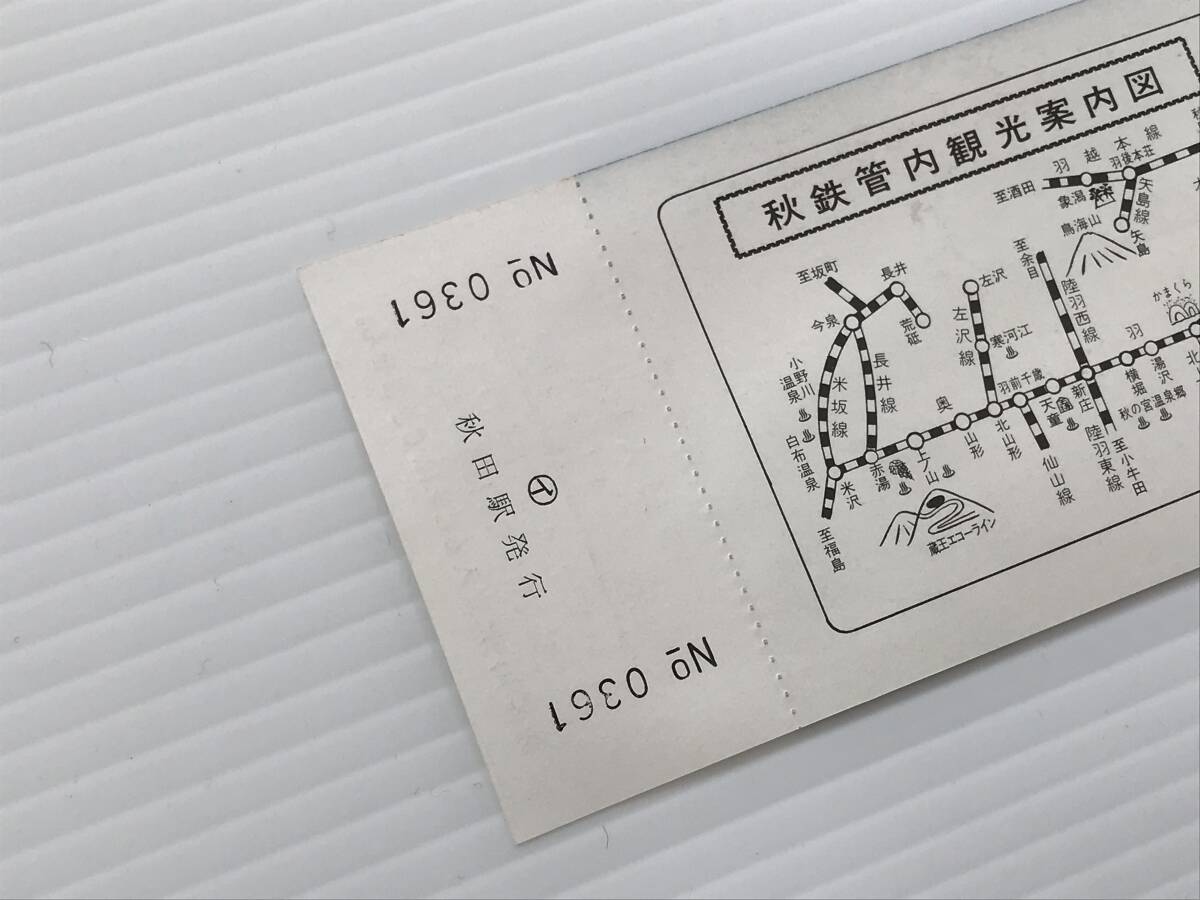 № 0361
㋑
秋田駅発行
№ 0361
秋鉄管内観光案内図
羽越本線
羽後本荘
至酒田
象潟
矢島線
鳥海山
矢島
至余目
陸羽西線
至坂町
長井
今泉
荒砥
左沢
左沢線
寒河江
かまくら
小野川温泉
米坂線
長井線
羽前千歳
奥
羽
天童
新庄
横堀
湯沢
秋の宮温泉郷
白布温泉
米沢
赤湯
上ノ山
山形
北山形
仙山線
陸羽東線
至小牛田
至福島
蔵王エコーライン